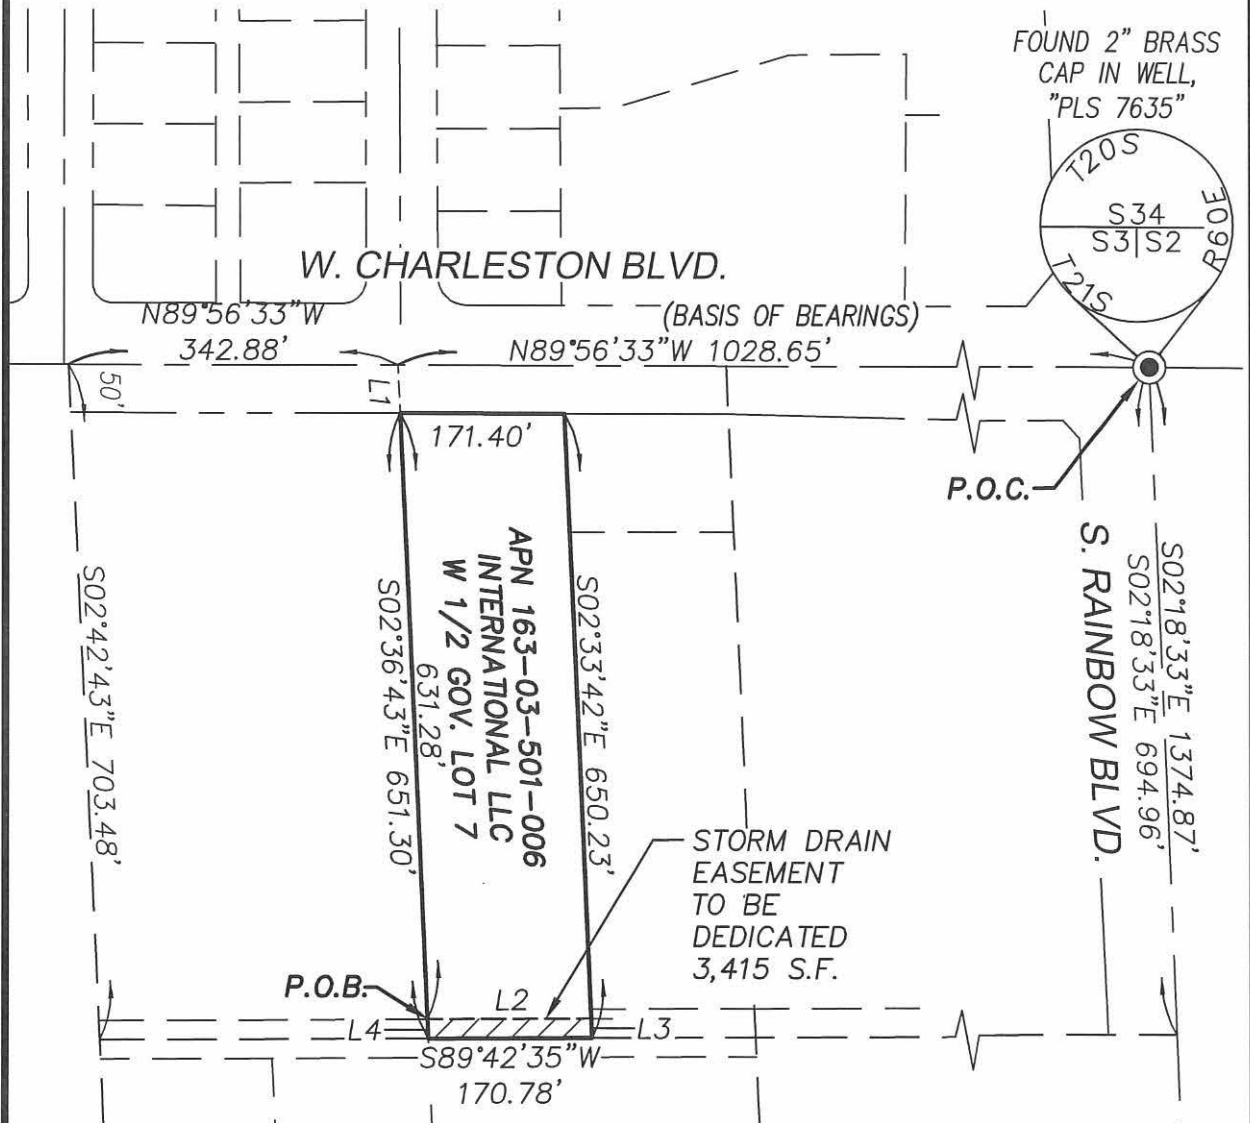 FOUND 2" BRASS
CAP IN WELL,
"PLS 7635"
T20S
R60E
S34
S3|S2
T21S
W. CHARLESTON BLVD.
N89°56'33"W
342.88'
(BASIS OF BEARINGS)
N89°56'33"W 1028.65'
50'
L1
171.40'
P.O.C.
S02°42'43"E 703.48'
S02°36'43"E 651.30'
631.28'
APN 163-03-501-006
INTERNATIONAL LLC
W 1/2 GOV. LOT 7
S02°33'42"E 650.23'
S. RAINBOW BLVD.
S02°18'33"E 1374.87'
S02°18'33"E 694.96'
STORM DRAIN
EASEMENT
TO BE
DEDICATED
3,415 S.F.
P.O.B.
L2
L4
L3
S89°42'35"W
170.78'